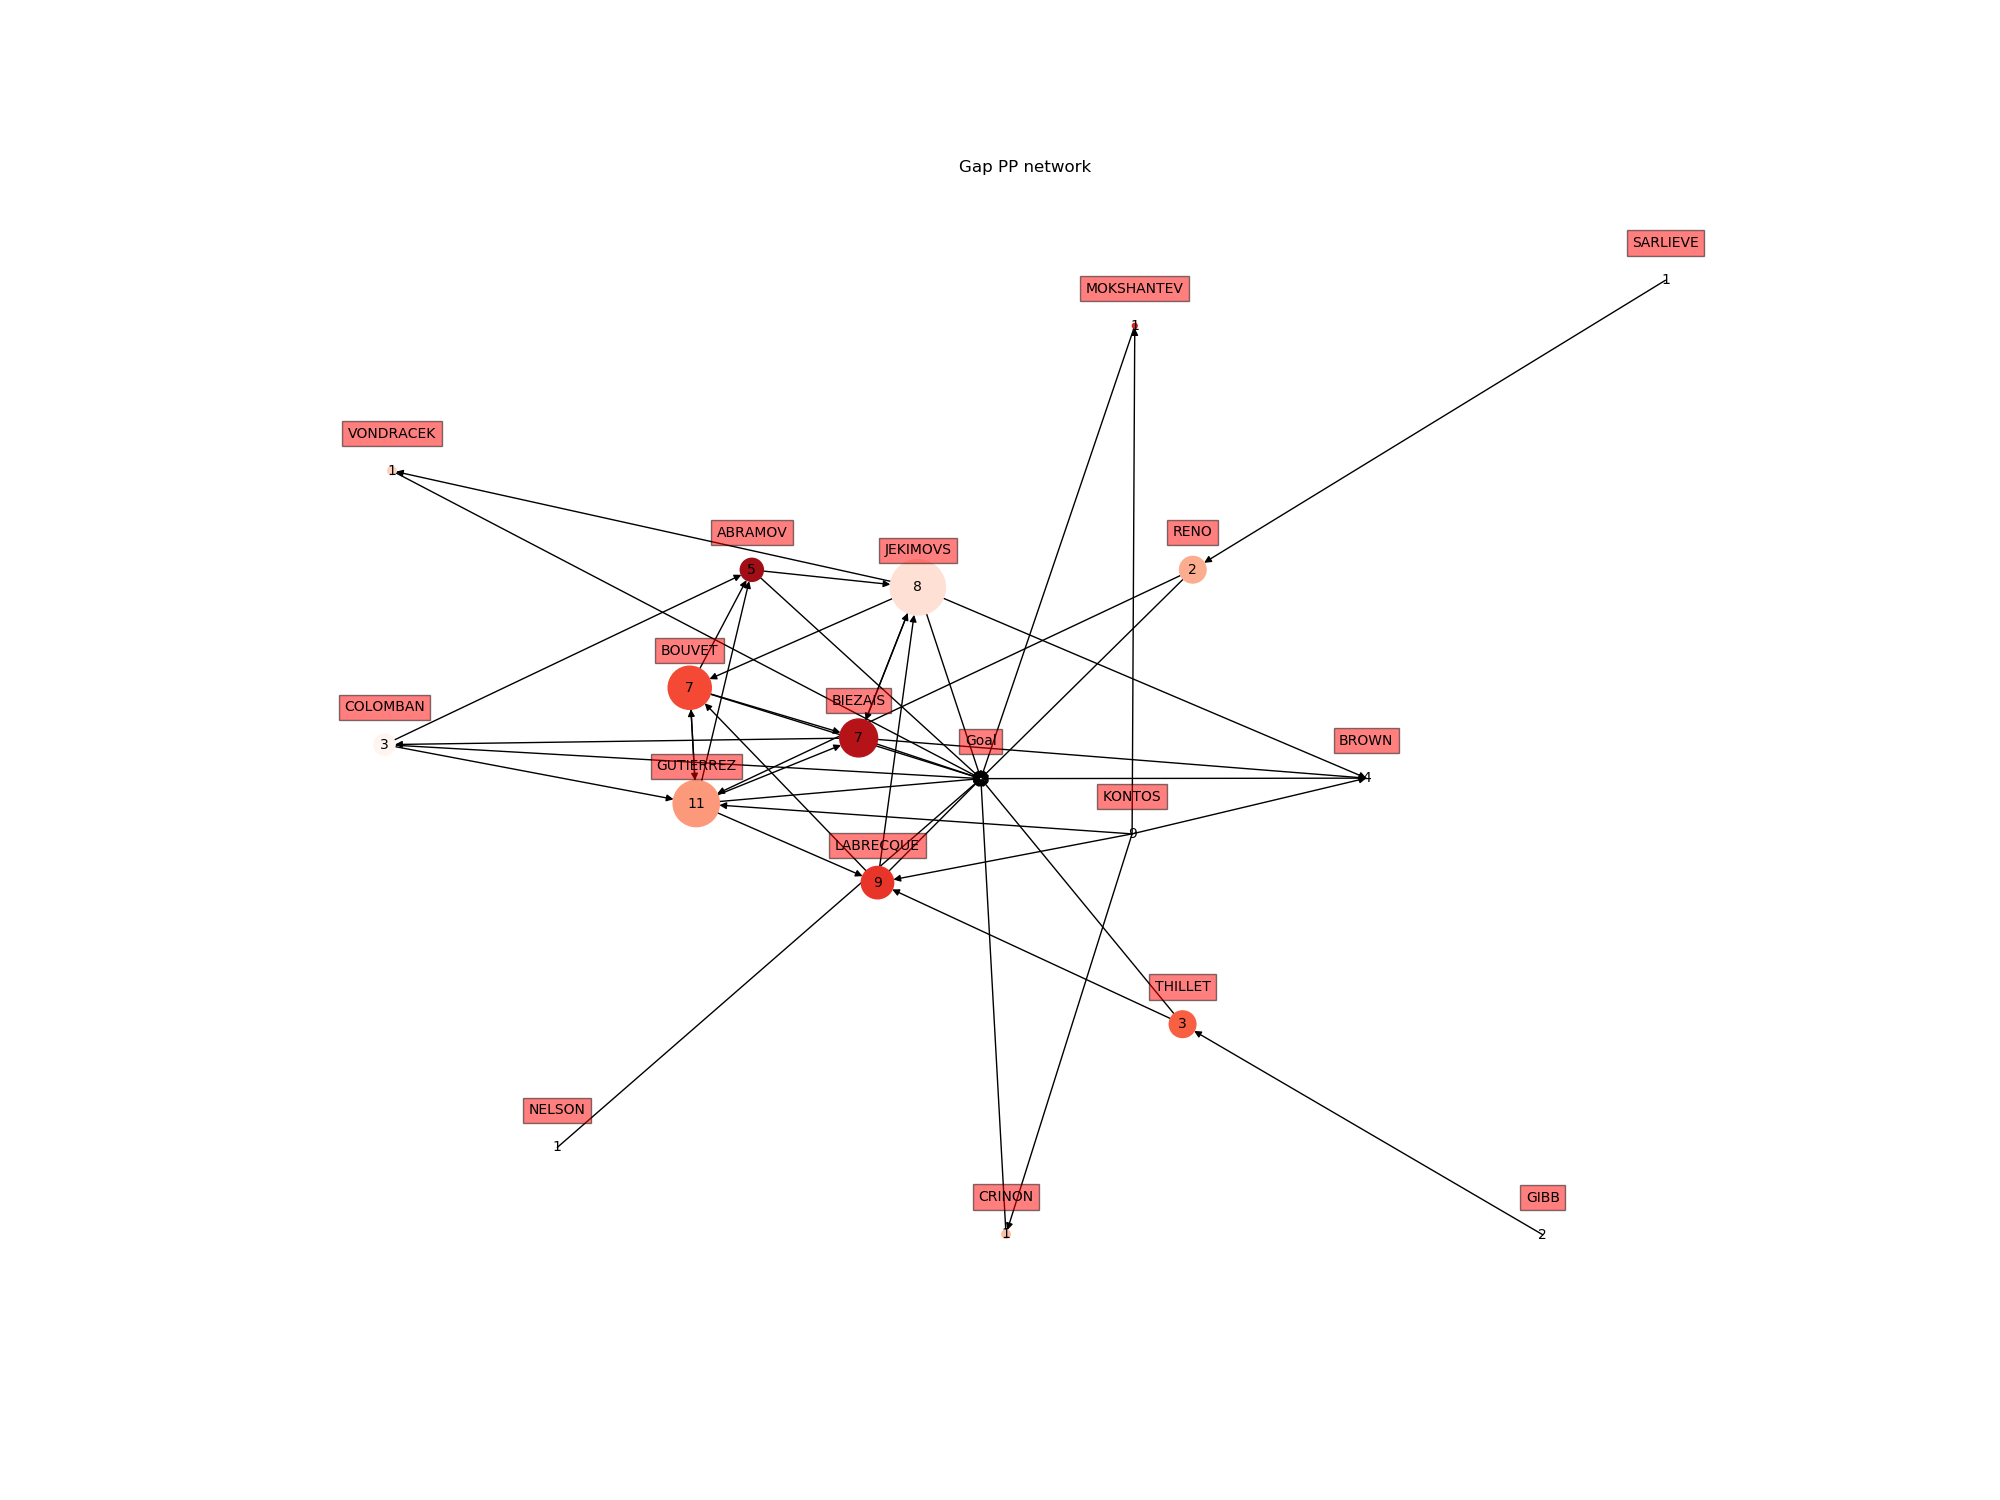 Gap PP network
SARLIEVE
1
MOKSHANTEV
1
VONDRACEK
1
ABRAMOV
5
JEKIMOVS
8
RENO
2
BOUVET
7
BIEZAIS
7
COLOMBAN
3
Goal
BROWN
4
GUTIERREZ
11
KONTOS
9
LABRECQUE
9
THILLET
3
NELSON
1
CRINON
1
GIBB
2